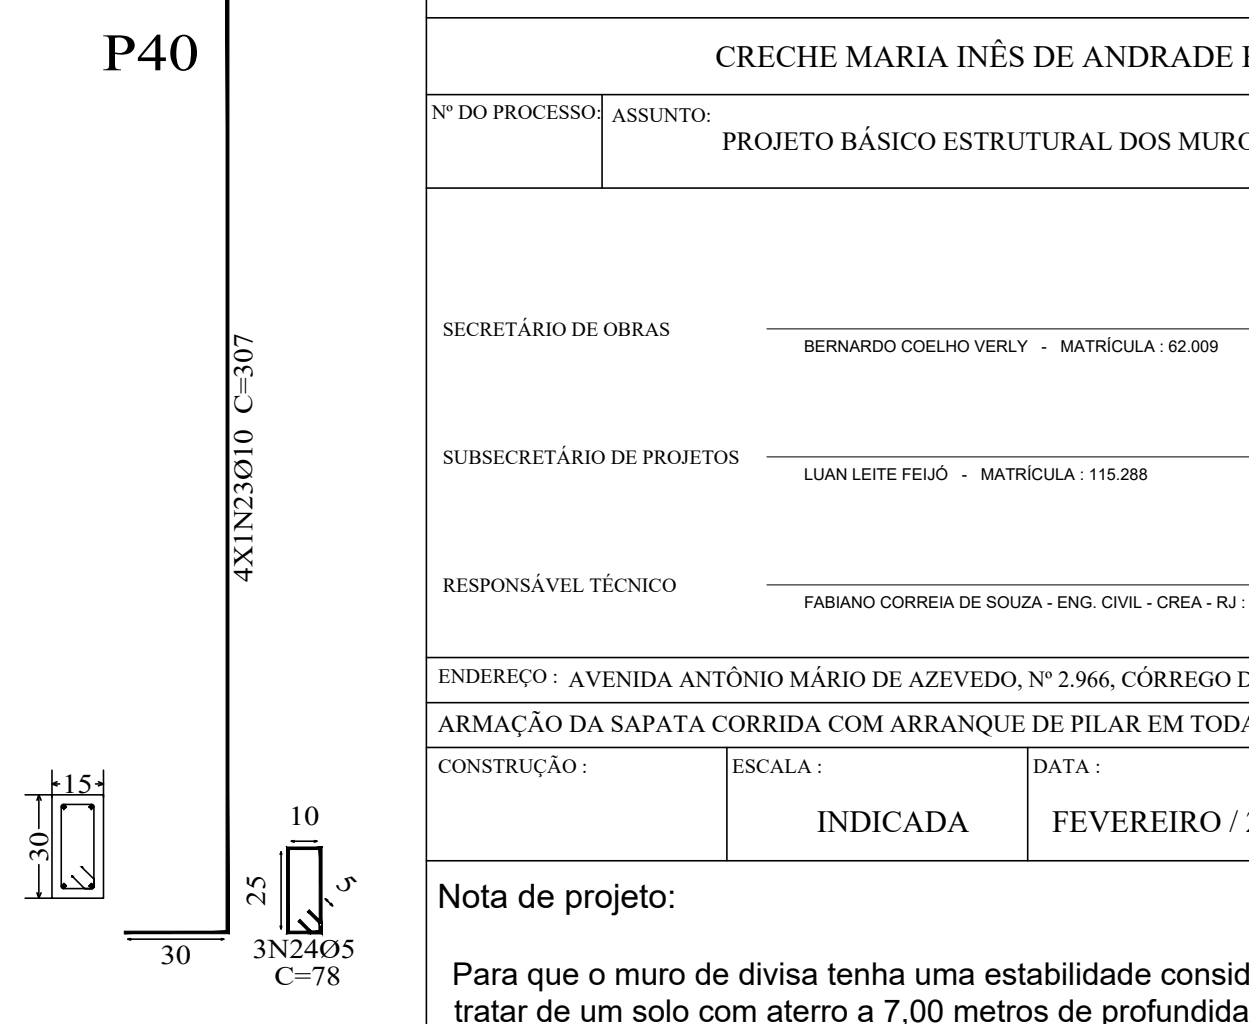 P40
4X1N23Ø10 C=307
15
30
30
10
25
5
3N24Ø5
C=78
CRECHE MARIA INÊS DE ANDRADE
Nº DO PROCESSO:
ASSUNTO:
PROJETO BÁSICO ESTRUTURAL DOS MURO
SECRETÁRIO DE OBRAS
BERNARDO COELHO VERLY - MATRÍCULA : 62.009
SUBSECRETÁRIO DE PROJETOS
LUAN LEITE FEIJÓ - MATRÍCULA : 115.288
RESPONSÁVEL TÉCNICO
FABIANO CORREIA DE SOUZA - ENG. CIVIL - CREA - RJ :
ENDEREÇO : AVENIDA ANTÔNIO MÁRIO DE AZEVEDO, Nº 2.966, CÓRREGO D
ARMAÇÃO DA SAPATA CORRIDA COM ARRANQUE DE PILAR EM TODA
CONSTRUÇÃO :
ESCALA :
INDICADA
DATA :
FEVEREIRO / 2
Nota de projeto:
Para que o muro de divisa tenha uma estabilidade consid
tratar de um solo com aterro a 7,00 metros de profundida